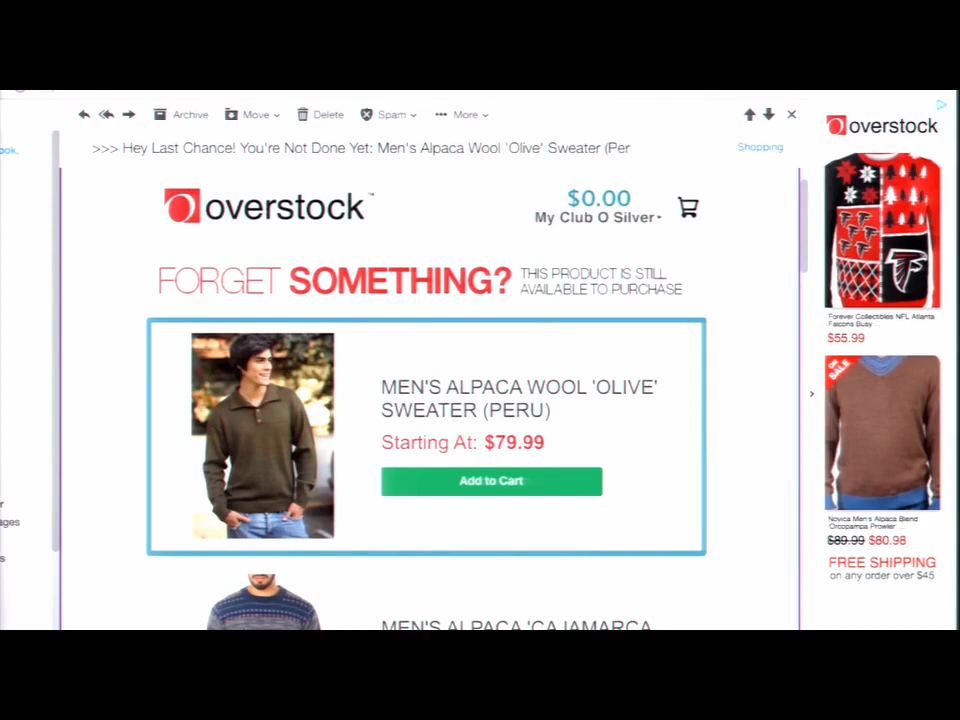 Archive Move Delete Spam More
>>> Hey Last Chance! You're Not Done Yet: Men's Alpaca Wool 'Olive' Sweater (Per
Shopping
overstock™
$0.00
My Club O Silver
FORGET SOMETHING?
THIS PRODUCT IS STILL
AVAILABLE TO PURCHASE
MEN'S ALPACA WOOL 'OLIVE'
SWEATER (PERU)
Starting At: $79.99
Add to Cart
MEN'S ALPACA 'CAJAMARCA
overstock
Forever Collectibles NFL Atlanta
Falcons Busy ...
$55.99
ON
SALE
Novica Men's Alpaca Blend
'Orcopampa Prowler' ...
$89.99 $80.98
FREE SHIPPING
on any order over $45